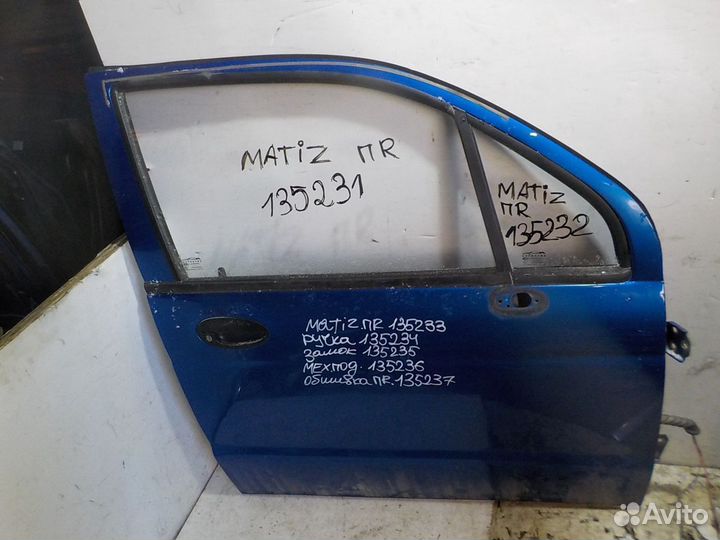 MATIZ ПR
135231
MATIZ
ПR
135232
MATIZ ПR 135233
РУЧКА 135234
ЗАМОК 135235
МЕХПОД. 135236
ОБШИВКА ПR. 135237
Avito